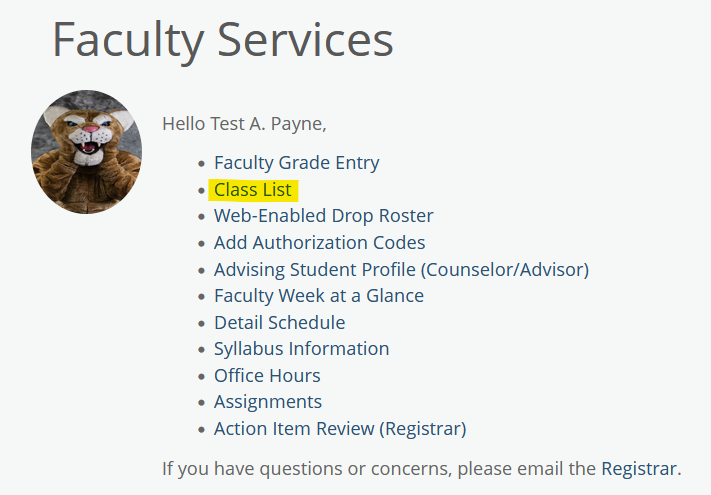 Faculty Services
Hello Test A. Payne,
Faculty Grade Entry
Class List
Web-Enabled Drop Roster
Add Authorization Codes
Advising Student Profile (Counselor/Advisor)
Faculty Week at a Glance
Detail Schedule
Syllabus Information
Office Hours
Assignments
Action Item Review (Registrar)
If you have questions or concerns, please email the Registrar.